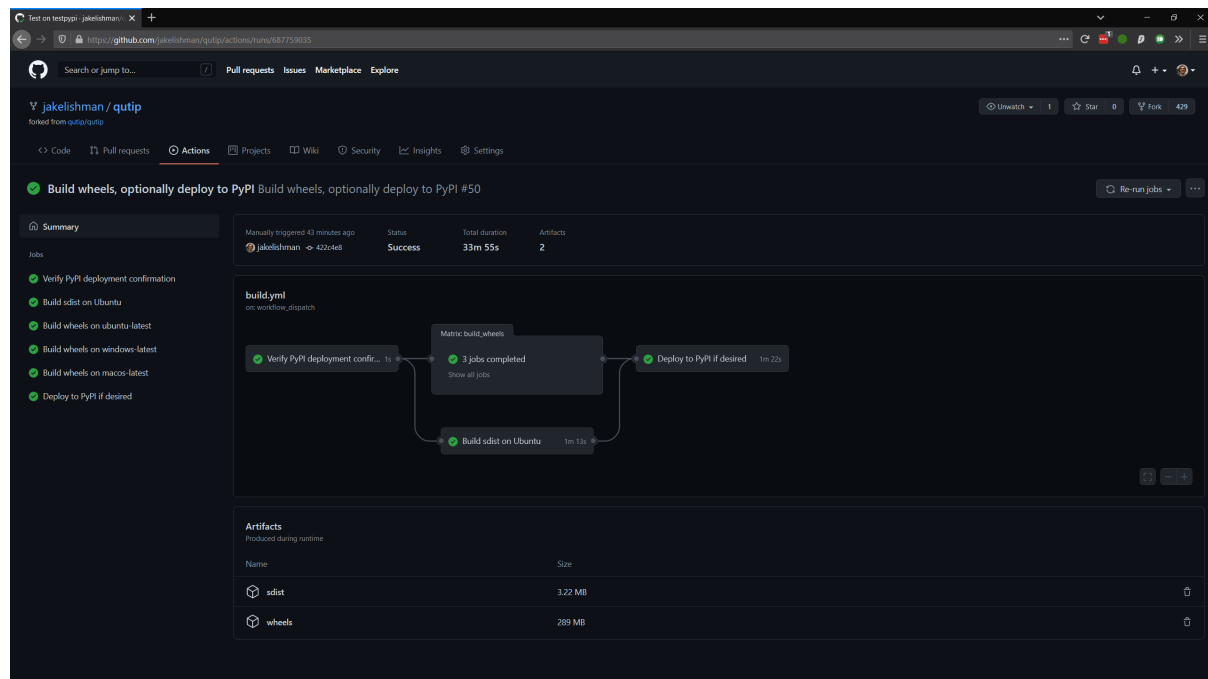 Test on testpypi · jakelishman/
https://github.com/jakelishman/qutip/actions/runs/687759035
1
Search or jump to...
/
Pull requests Issues Marketplace Explore
jakelishman / qutip
forked from qutip/qutip
Unwatch 1 Star 0 Fork 429
Code Pull requests Actions Projects Wiki Security Insights Settings
Build wheels, optionally deploy to PyPI Build wheels, optionally deploy to PyPI #50
Re-run jobs
Summary
Jobs
Verify PyPI deployment confirmation
Build sdist on Ubuntu
Build wheels on ubuntu-latest
Build wheels on windows-latest
Build wheels on macos-latest
Deploy to PyPI if desired
Manually triggered 43 minutes ago Status Total duration Artifacts
jakelishman 422c4e8 Success 33m 55s 2
build.yml
on: workflow_dispatch
Matrix: build_wheels
Verify PyPI deployment confir... 1s
3 jobs completed
Show all jobs
Deploy to PyPI if desired 1m 22s
Build sdist on Ubuntu 1m 13s
Artifacts
Produced during runtime
Name Size
sdist 3.22 MB
wheels 289 MB